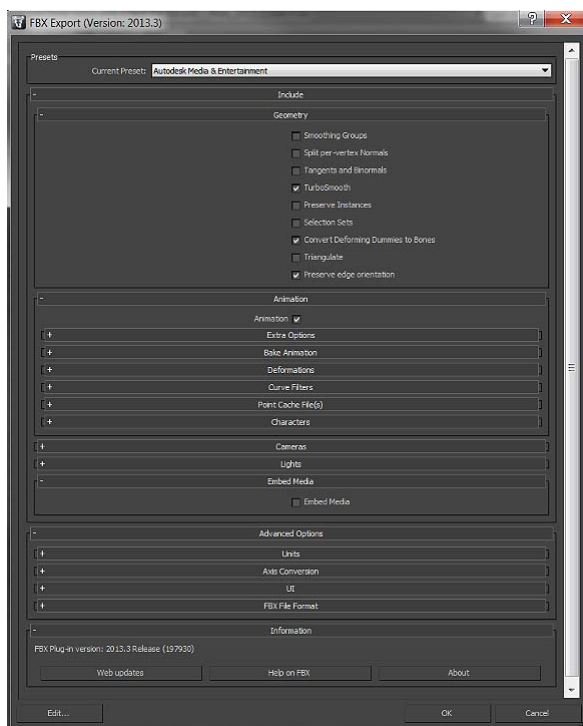 FBX Export (Version: 2013.3)
Presets
Current Preset: Autodesk Media & Entertainment
- Include
- Geometry
Smoothing Groups
Split per-vertex Normals
Tangents and Binormals
TurboSmooth
Preserve Instances
Selection Sets
Convert Deforming Dummies to Bones
Triangulate
Preserve edge orientation
- Animation
Animation
+ Extra Options
+ Bake Animation
+ Deformations
+ Curve Filters
+ Point Cache File(s)
+ Characters
+ Cameras
+ Lights
- Embed Media
Embed Media
- Advanced Options
+ Units
+ Axis Conversion
+ UI
+ FBX File Format
- Information
FBX Plug-in version: 2013.3 Release (197930)
Web updates Help on FBX About
Edit... OK Cancel